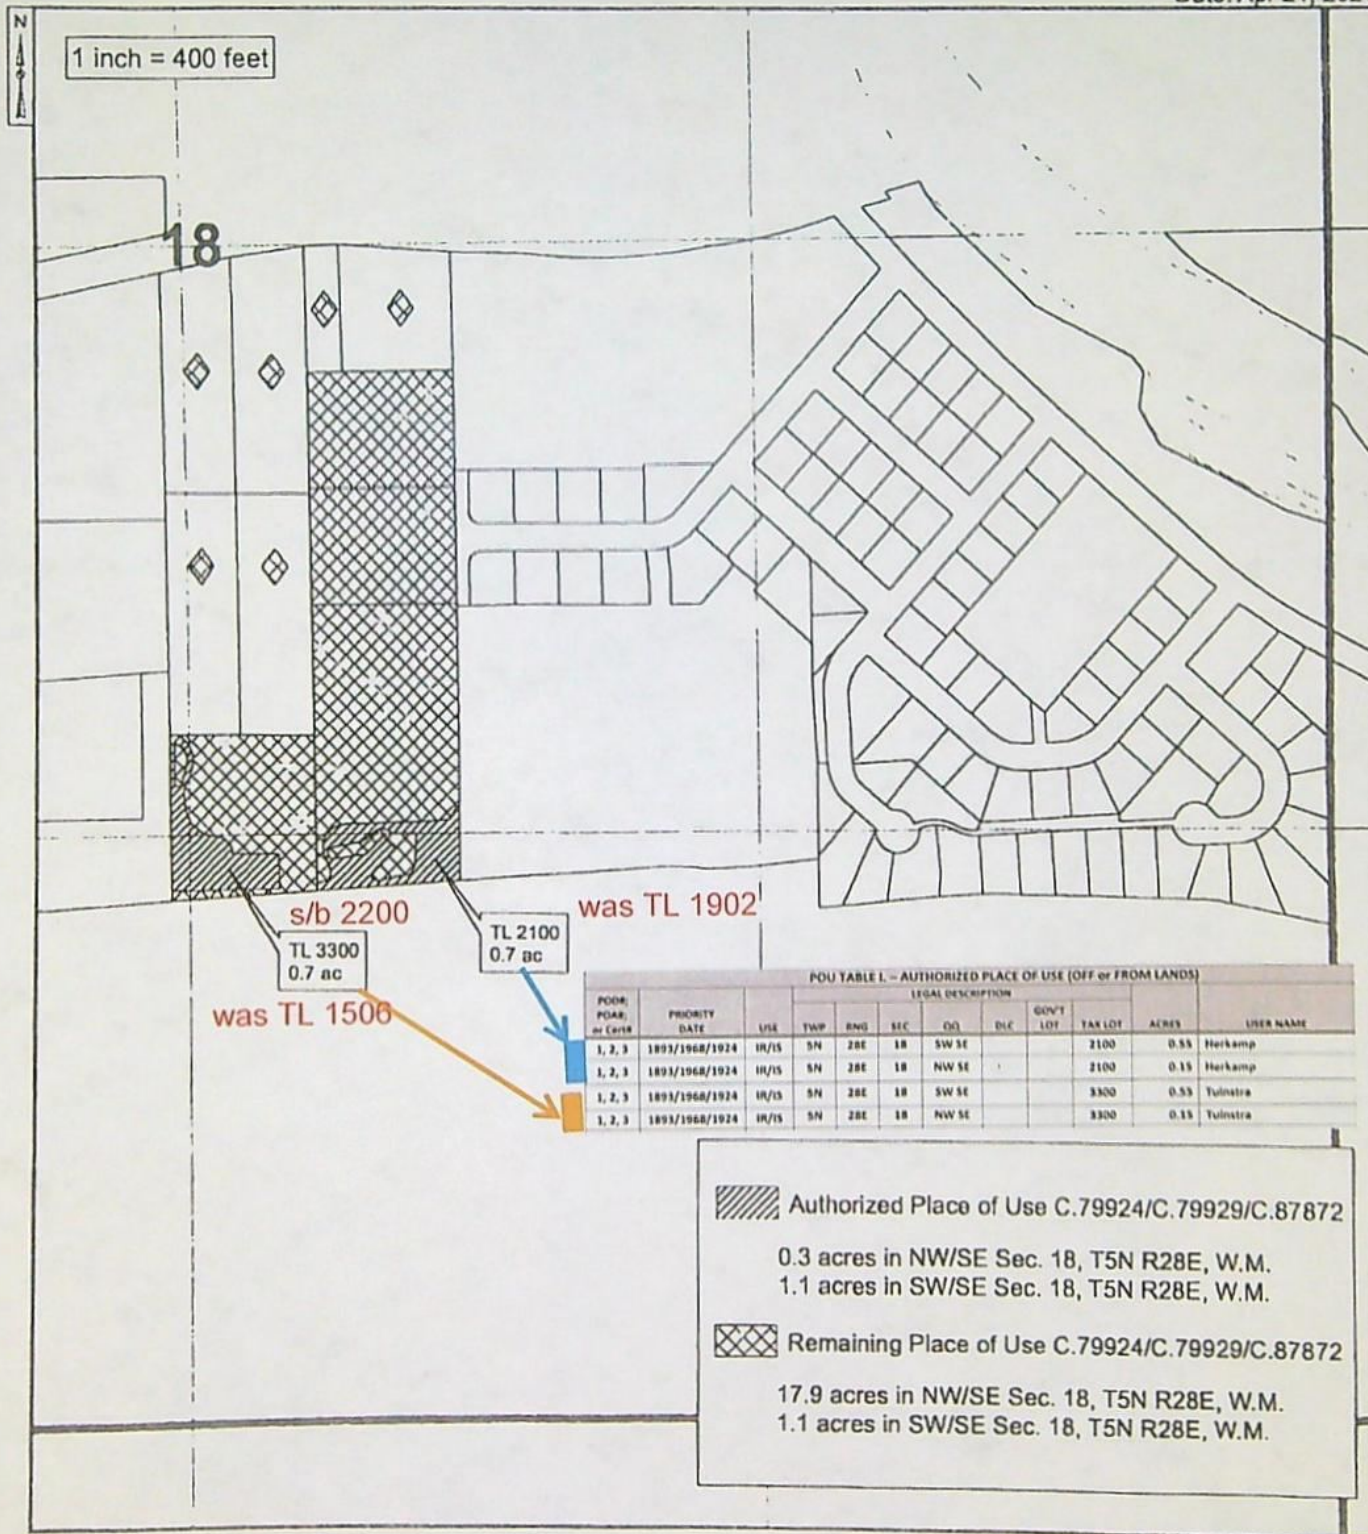 N
1 inch = 400 feet
18
s/b 2200
was TL 1902
TL 3300
0.7 ac
TL 2100
0.7 ac
was TL 1506
POU TABLE I. – AUTHORIZED PLACE OF USE (OFF or FROM LANDS)
LEGAL DESCRIPTION
POD#; POA#; or Cert# PRIORITY DATE USE TWP RNG SEC QQ DLC GOV'T LOT TAX LOT ACRES USER NAME
1, 2, 3 1893/1968/1924 IR/IS 5N 28E 18 SW SE 2100 0.55 Herkamp
1, 2, 3 1893/1968/1924 IR/IS 5N 28E 18 NW SE 2100 0.15 Herkamp
1, 2, 3 1893/1968/1924 IR/IS 5N 28E 18 SW SE 3300 0.55 Tuinstra
1, 2, 3 1893/1968/1924 IR/IS 5N 28E 18 NW SE 3300 0.15 Tuinstra
Authorized Place of Use C.79924/C.79929/C.87872
0.3 acres in NW/SE Sec. 18, T5N R28E, W.M.
1.1 acres in SW/SE Sec. 18, T5N R28E, W.M.
Remaining Place of Use C.79924/C.79929/C.87872
17.9 acres in NW/SE Sec. 18, T5N R28E, W.M.
1.1 acres in SW/SE Sec. 18, T5N R28E, W.M.